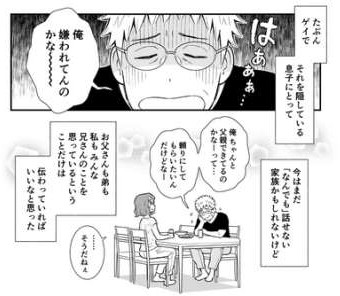 たぶん
ゲイで
それを隠している
息子にとって
はぁ
ぁぁ…
俺
嫌われてんの
かな〜〜〜〜
今はまだ
「なんでも」話せない
家族かもしれないけど
俺ちゃんと
父親できてるの
かなーって…
頼りにして
もらいたいん
だけどなー
……
そうだねぇ
お父さんも弟も
私もみんな
兄さんのことを
思っているという
ことだけは
伝わっていれば
いいなと思った